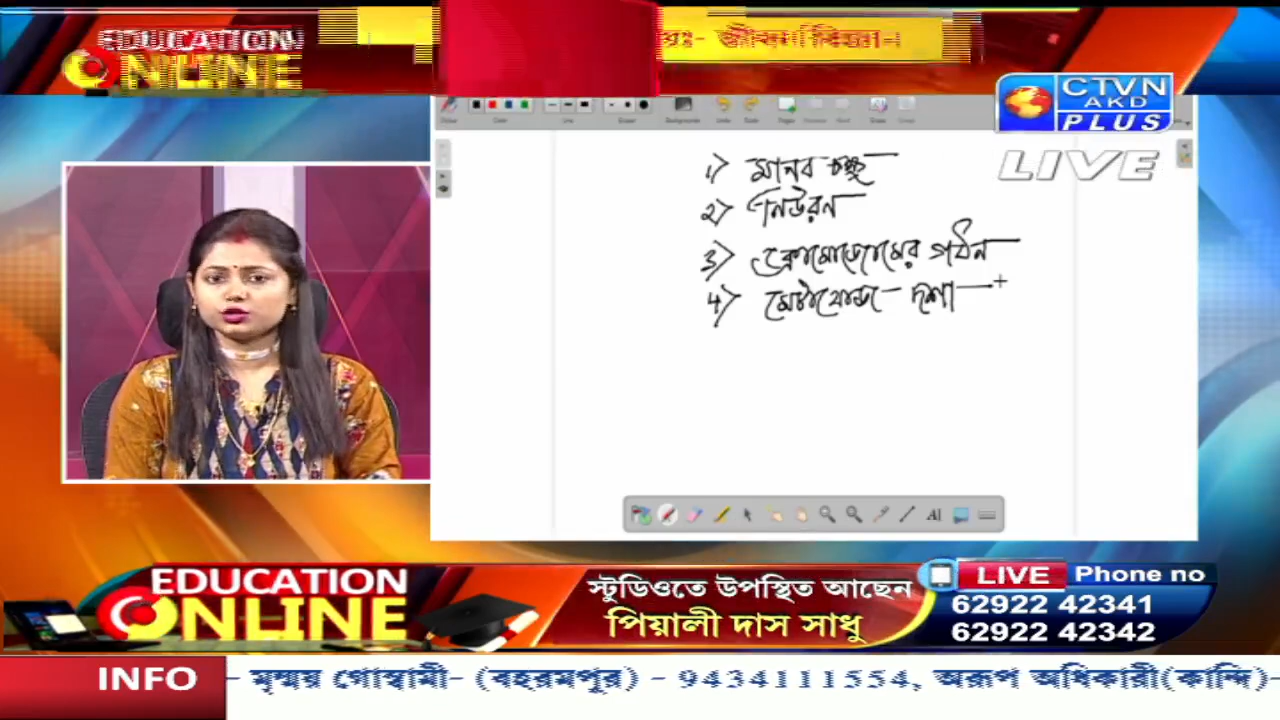 EDUCATION
ONLINE
জীবন বিজ্ঞান
CTVN
AKD
PLUS
LIVE
১) মানব চক্ষু
২) নিউরন
৩) ক্রোমোজোমের গঠন
৪) মেটাফেজ দশা
EDUCATION
ONLINE
স্টুডিওতে উপস্থিত আছেন
পিয়ালী দাস সাধু
LIVE Phone no
62922 42341
62922 42342
INFO - মৃন্ময় গোস্বামী- (বহরমপুর) - 9434111554, অরূপ অধিকারী(কান্দি)-